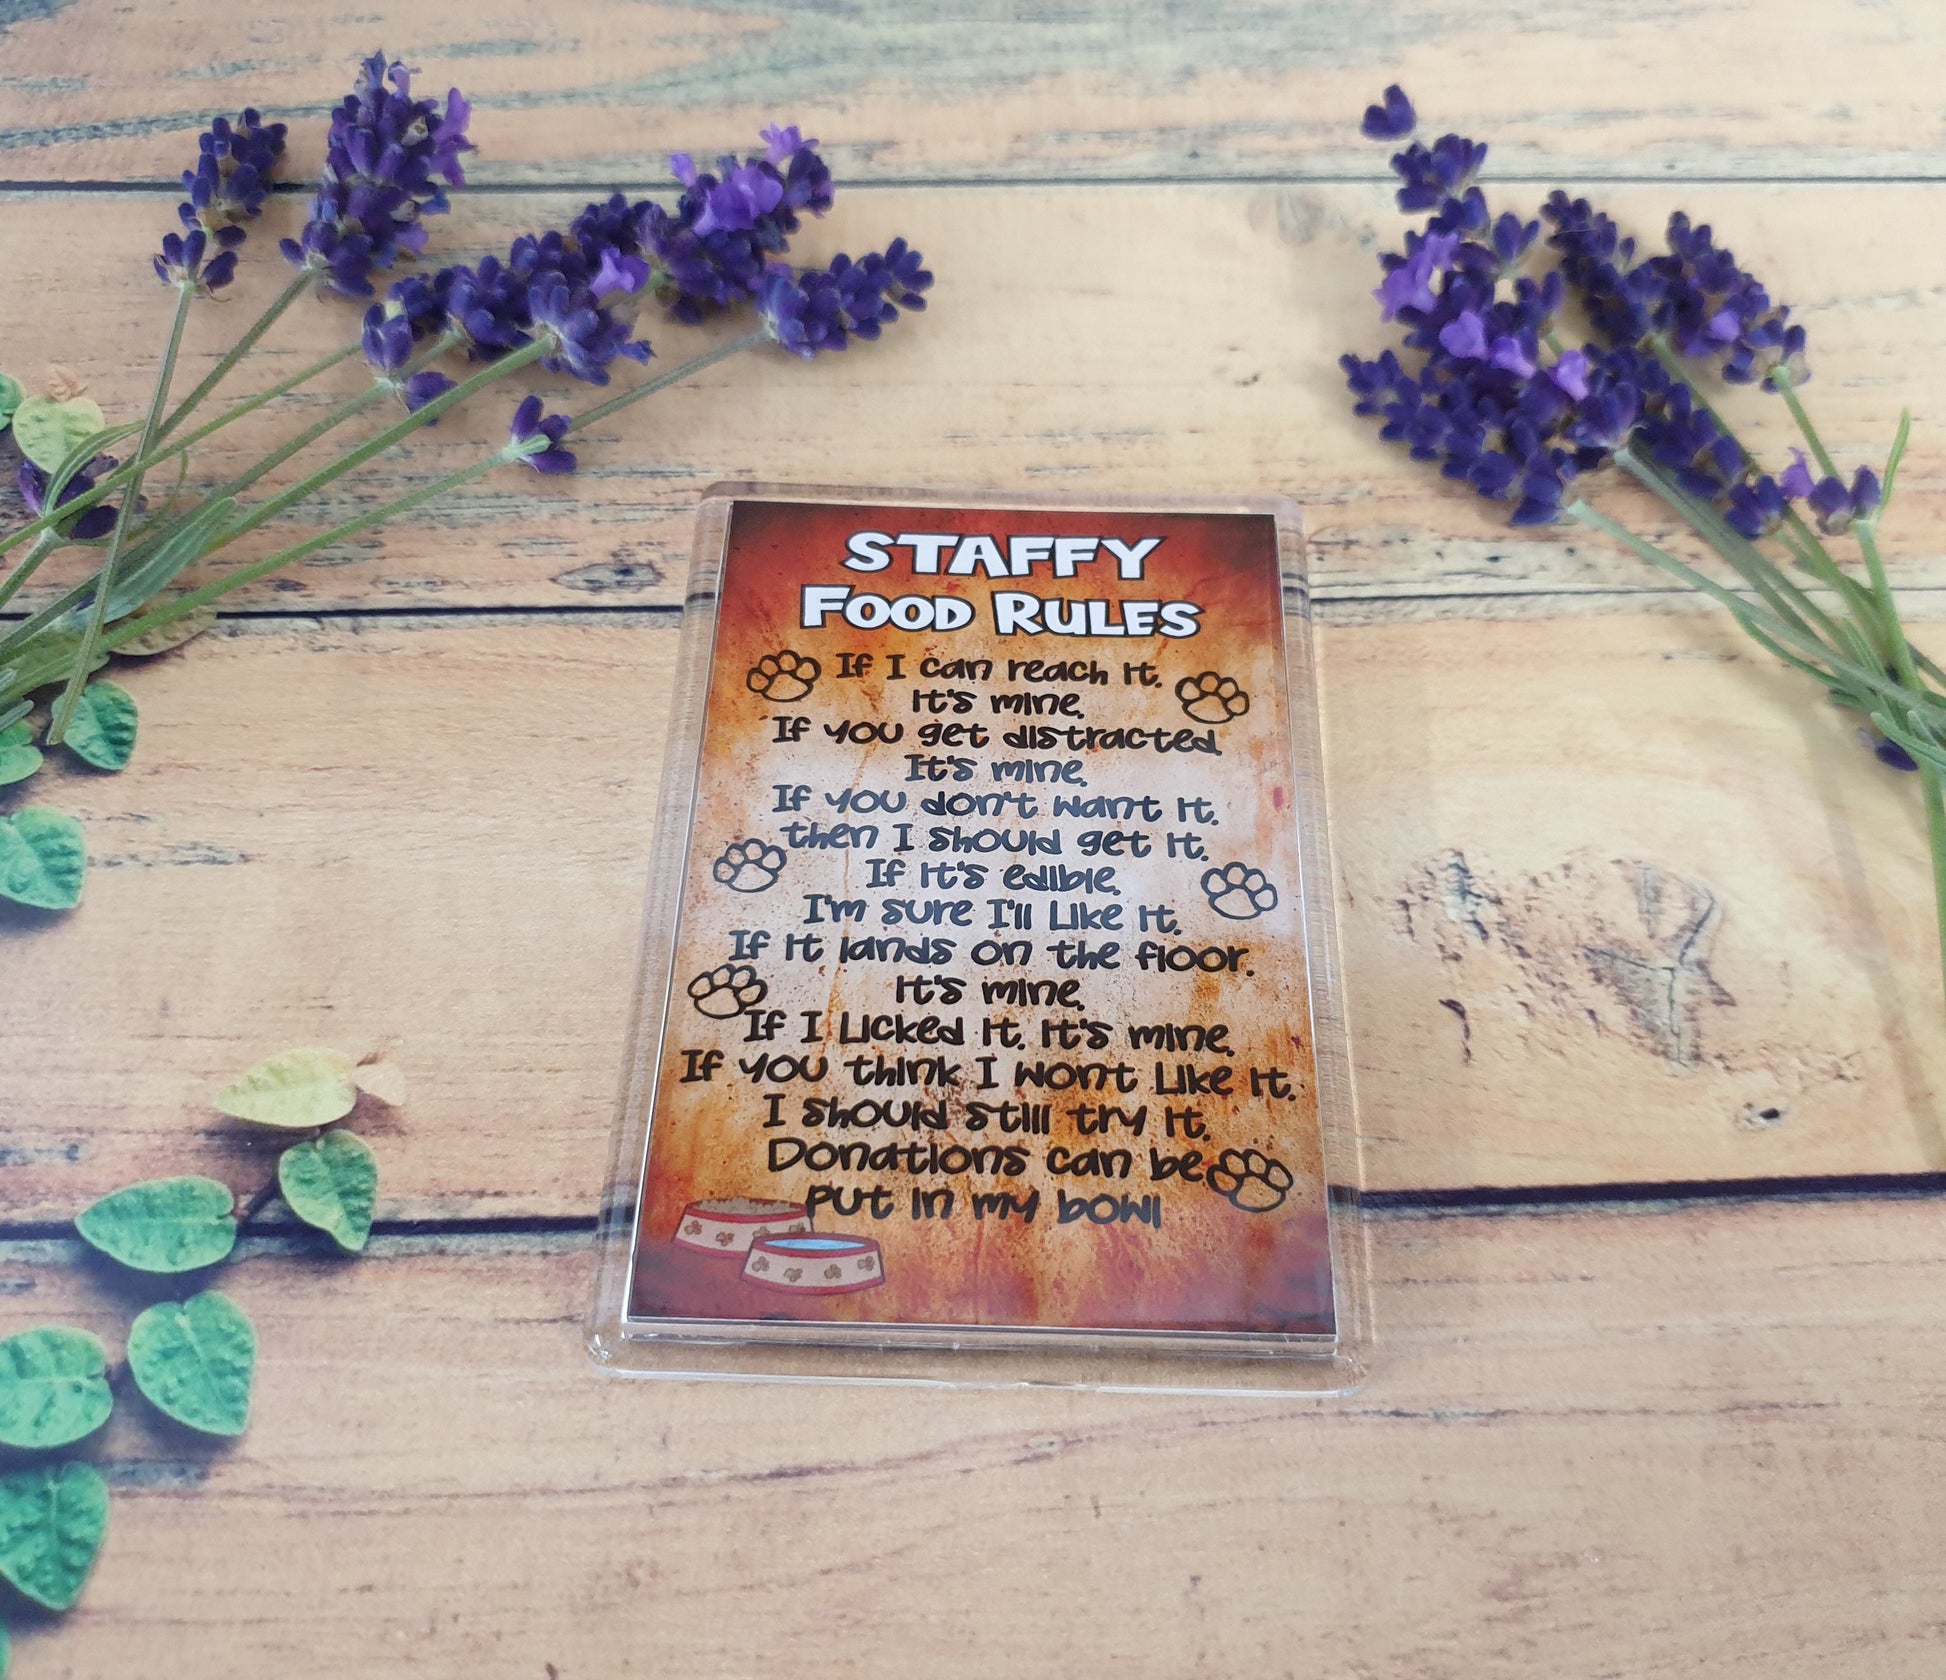 STAFFY
FOOD RULES
If I can reach it.
It's mine.
If you get distracted.
It's mine.
If you don't want it.
then I should get it.
If it's edible.
I'm sure I'll Like it.
If it lands on the floor.
it's mine.
If I Licked it. it's mine.
If you think I wont Like it.
I should still try it.
Donations can be
put in my bowl